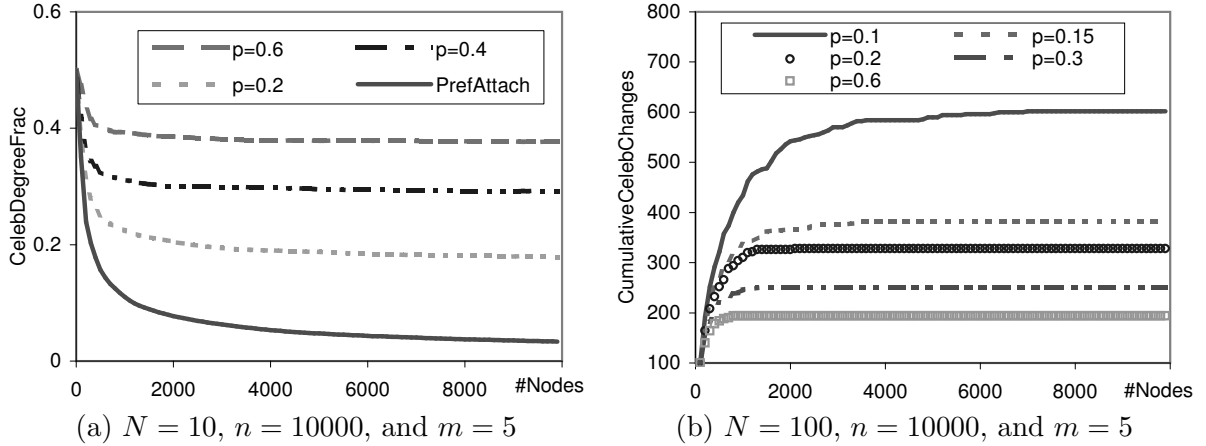 0.6
0.4
0.2
0
CelebDegreeFrac
p=0.6
p=0.4
p=0.2
PrefAttach
0 2000 4000 6000 8000 #Nodes
(a) N = 10, n = 10000, and m = 5
800
700
600
500
400
300
200
100
CumulativeCelebChanges
p=0.1
p=0.15
p=0.2
p=0.3
p=0.6
0 2000 4000 6000 8000 #Nodes
(b) N = 100, n = 10000, and m = 5